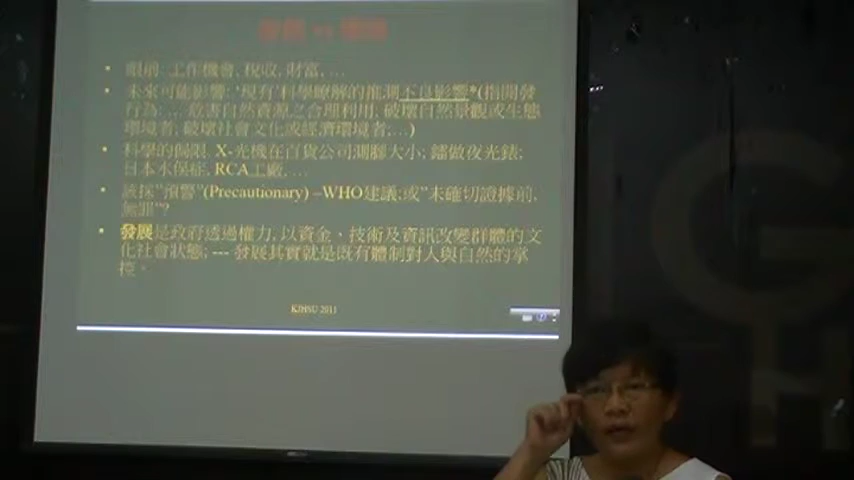 眼前: 工作機會, 稅收, 財富, …
未來可能影響: '現有'科學瞭解的推測不良影響*(指開發
行為: … 危害自然資源之合理利用, 破壞自然景觀或生態
環境者, 破壞社會文化或經濟環境者,…)
科學的侷限: X-光機在百貨公司測腳大小; 鐳做夜光錶;
日本水俁症, RCA工廠, …
該採"預警"(Precautionary) –WHO建議;或"未確切證據前,
無罪"?
發展是政府透過權力, 以資金、技術及資訊改變群體的文
化社會狀態; --- 發展其實就是既有體制對人與自然的掌
控。
KJHSU 2011